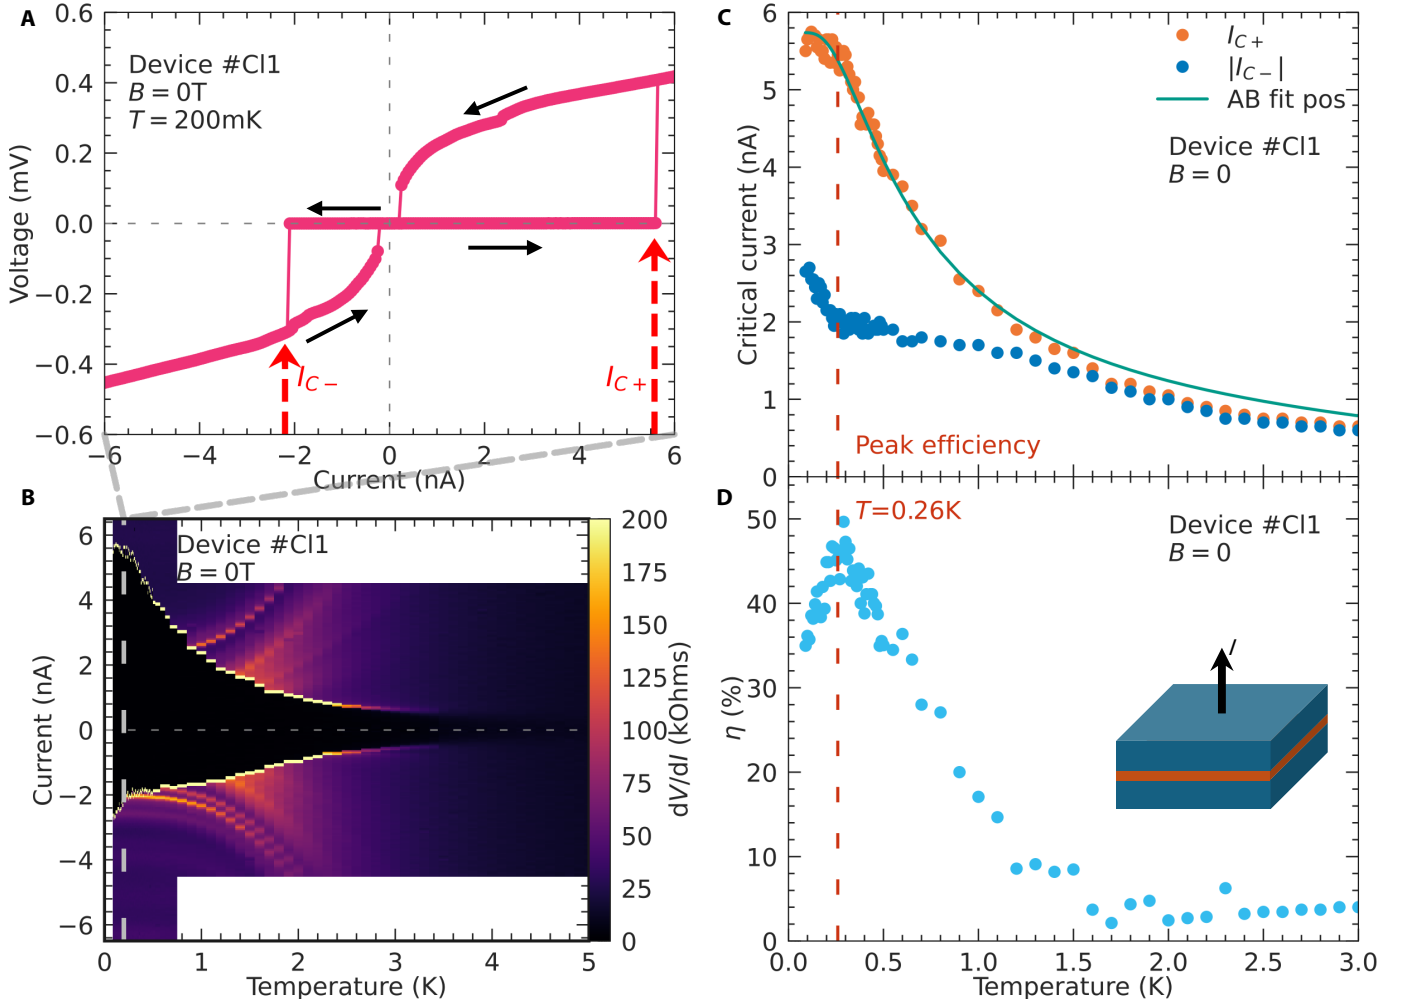 A
Device #Cl1
B = 0T
T = 200mK
Voltage (mV)
0.6
0.4
0.2
0.0
−0.2
−0.4
−0.6
I_{C−}
I_{C+}
−6 −4 −2 0 2 4 6
Current (nA)
B
Device #Cl1
B = 0T
Current (nA)
6
4
2
0
−2
−4
−6
0 1 2 3 4 5
Temperature (K)
200
175
150
125
100
75
50
25
0
dV/dI (kOhms)
C
I_{C+}
|I_{C−}|
AB fit pos
Device #Cl1
B = 0
Critical current (nA)
6
5
4
3
2
1
0
Peak efficiency
D
T=0.26K
Device #Cl1
B = 0
I
η (%)
50
40
30
20
10
0
0.0 0.5 1.0 1.5 2.0 2.5 3.0
Temperature (K)